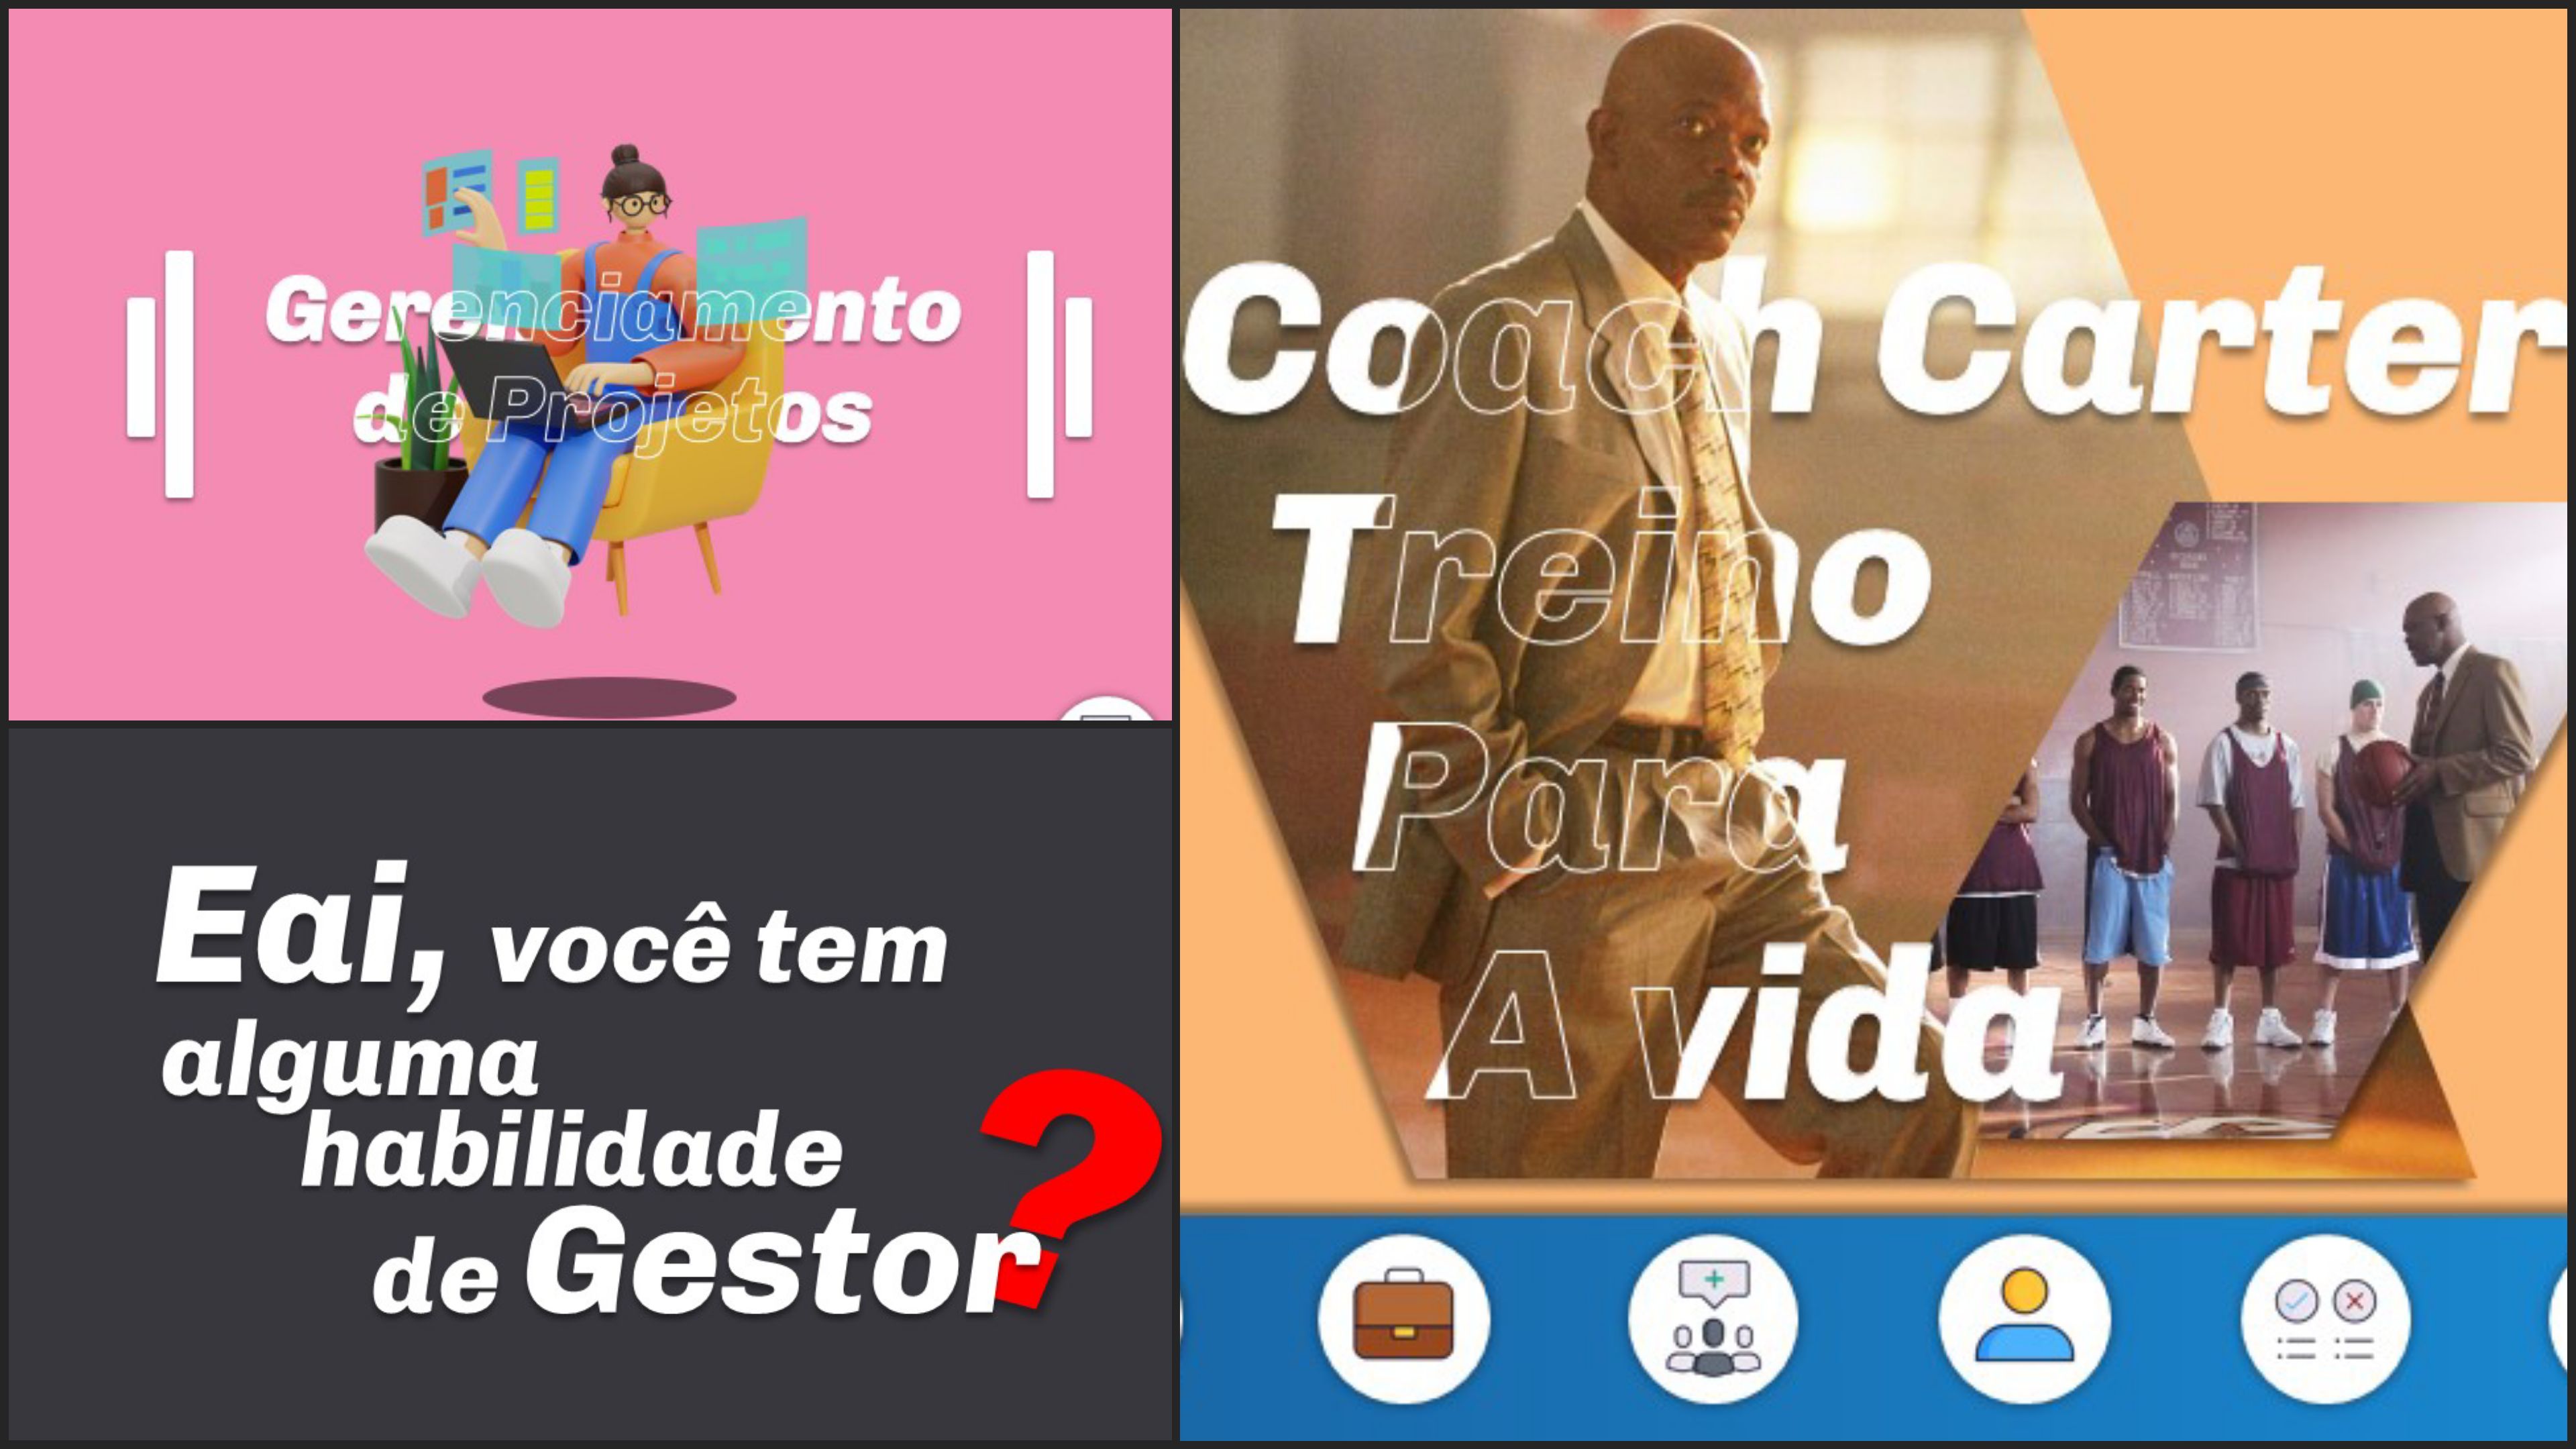 Gerenciamento
de Projetos
Eai, você tem
alguma
habilidade
de Gestor?
Coach Carter
Treino
Para
A vida